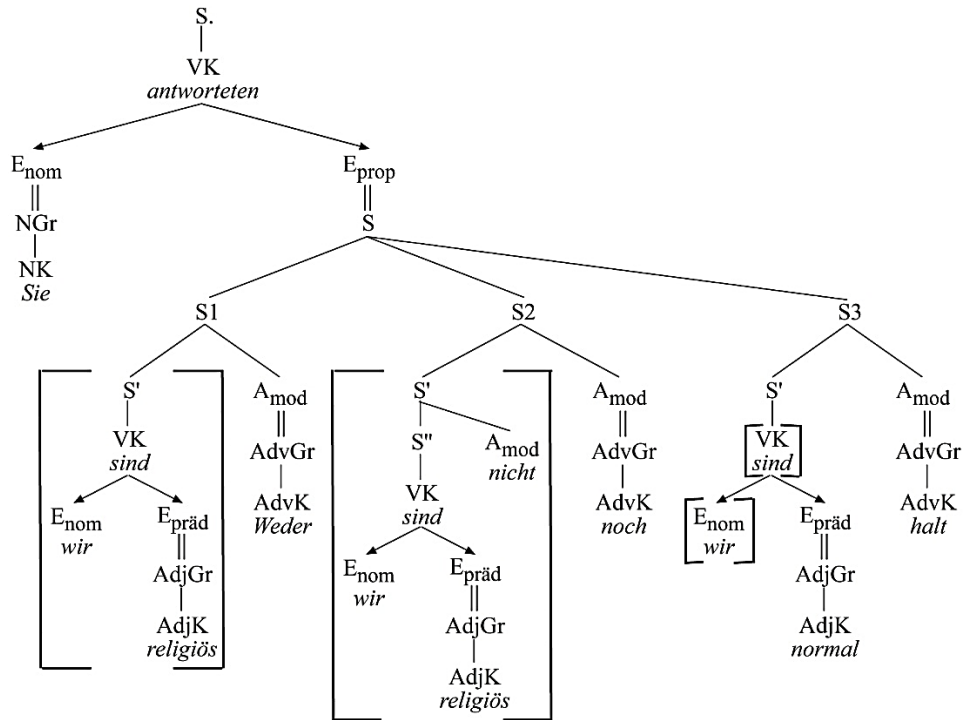 S.
VK
antworteten
Enom Eprop
NGr S
NK
Sie
S1 S2 S3
S' Amod S' Amod S' Amod
VK AdvGr S" Amod AdvGr VK AdvGr
sind nicht sind
AdvK VK AdvK AdvK
Enom Epräd Weder sind noch Enom Epräd halt
wir wir
AdjGr Enom Epräd AdjGr
wir
AdjK AdjGr AdjK
religiös normal
AdjK
religiös